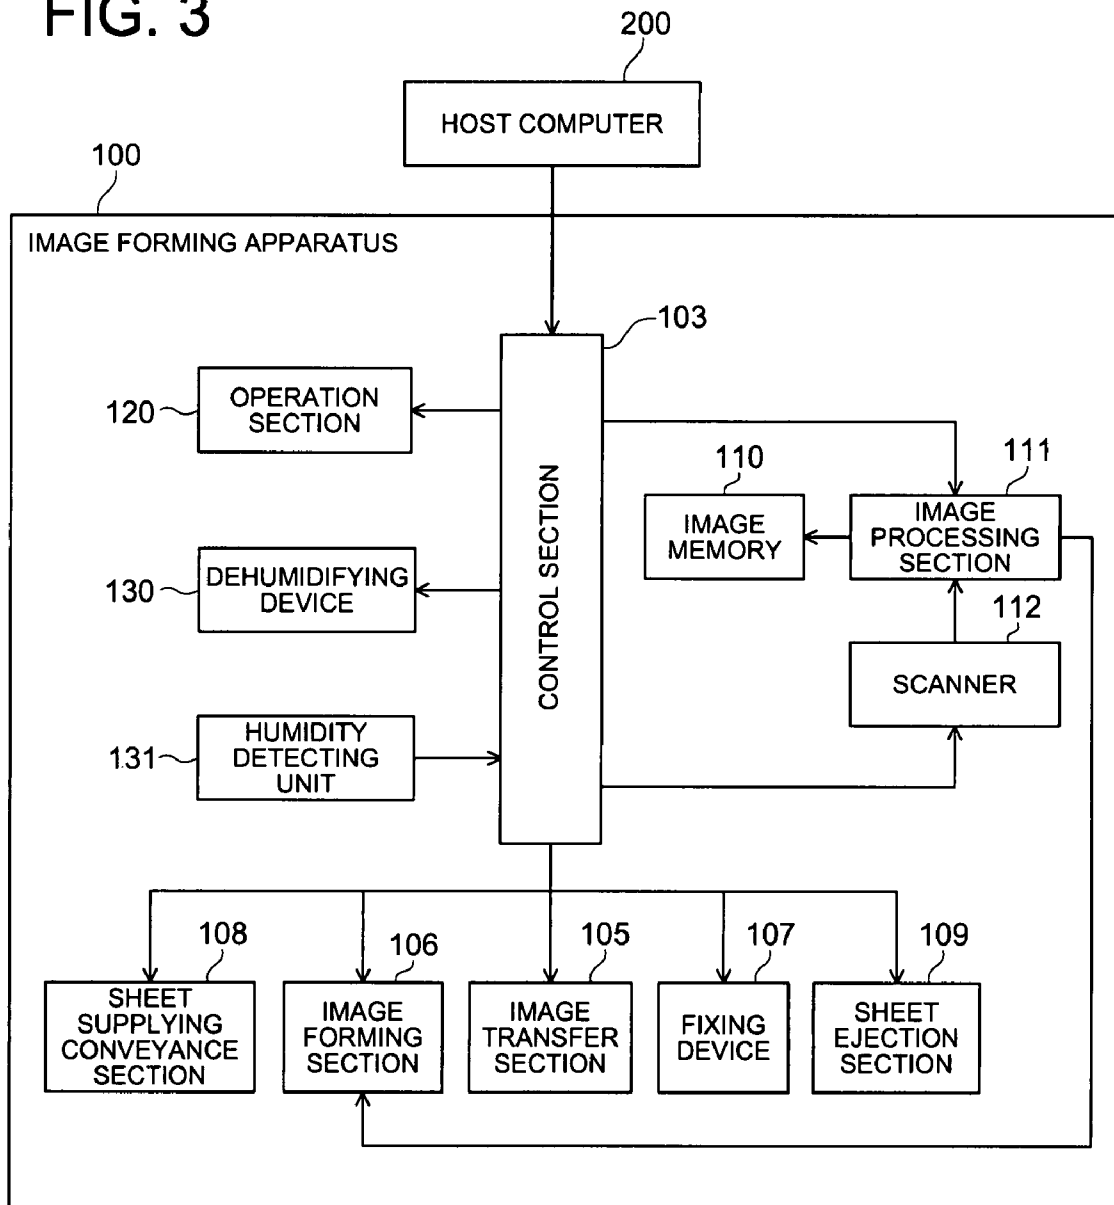 FIG. 3
200
HOST COMPUTER
100
IMAGE FORMING APPARATUS
103
CONTROL SECTION
120
OPERATION
SECTION
110
IMAGE
MEMORY
111
IMAGE
PROCESSING
SECTION
130
DEHUMIDIFYING
DEVICE
112
SCANNER
131
HUMIDITY
DETECTING
UNIT
108
SHEET
SUPPLYING
CONVEYANCE
SECTION
106
IMAGE
FORMING
SECTION
105
IMAGE
TRANSFER
SECTION
107
FIXING
DEVICE
109
SHEET
EJECTION
SECTION